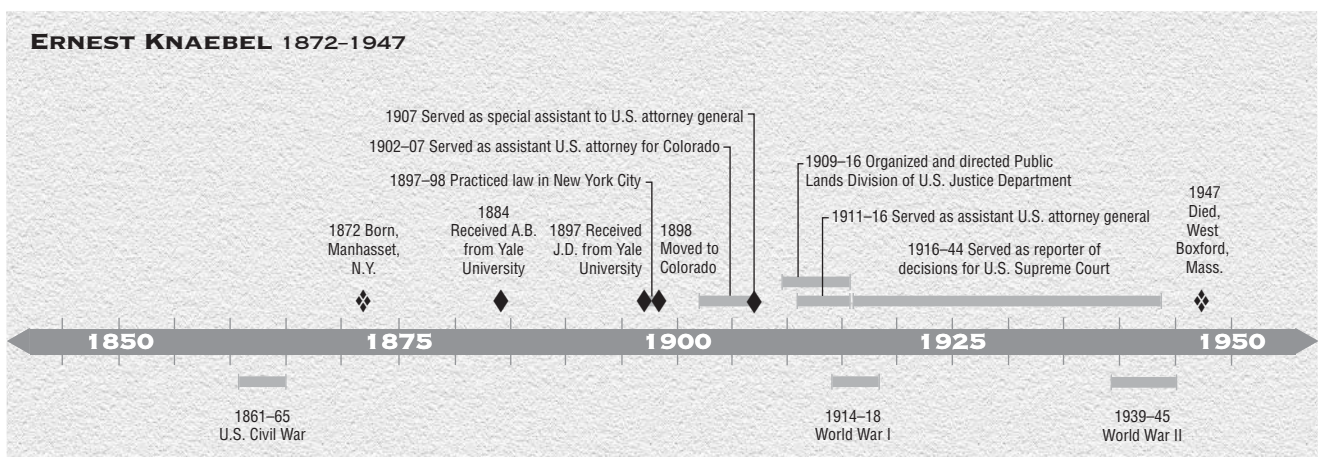 ERNEST KNAEBEL 1872–1947
1907 Served as special assistant to U.S. attorney general
1902–07 Served as assistant U.S. attorney for Colorado
1897–98 Practiced law in New York City
1872 Born,
Manhasset,
N.Y.
1884
Received A.B.
from Yale
University
1897 Received
J.D. from Yale
University
1898
Moved to
Colorado
1909–16 Organized and directed Public
Lands Division of U.S. Justice Department
1911–16 Served as assistant U.S. attorney general
1916–44 Served as reporter of
decisions for U.S. Supreme Court
1947
Died,
West
Boxford,
Mass.
1850
1875
1900
1925
1950
1861–65
U.S. Civil War
1914–18
World War I
1939–45
World War II